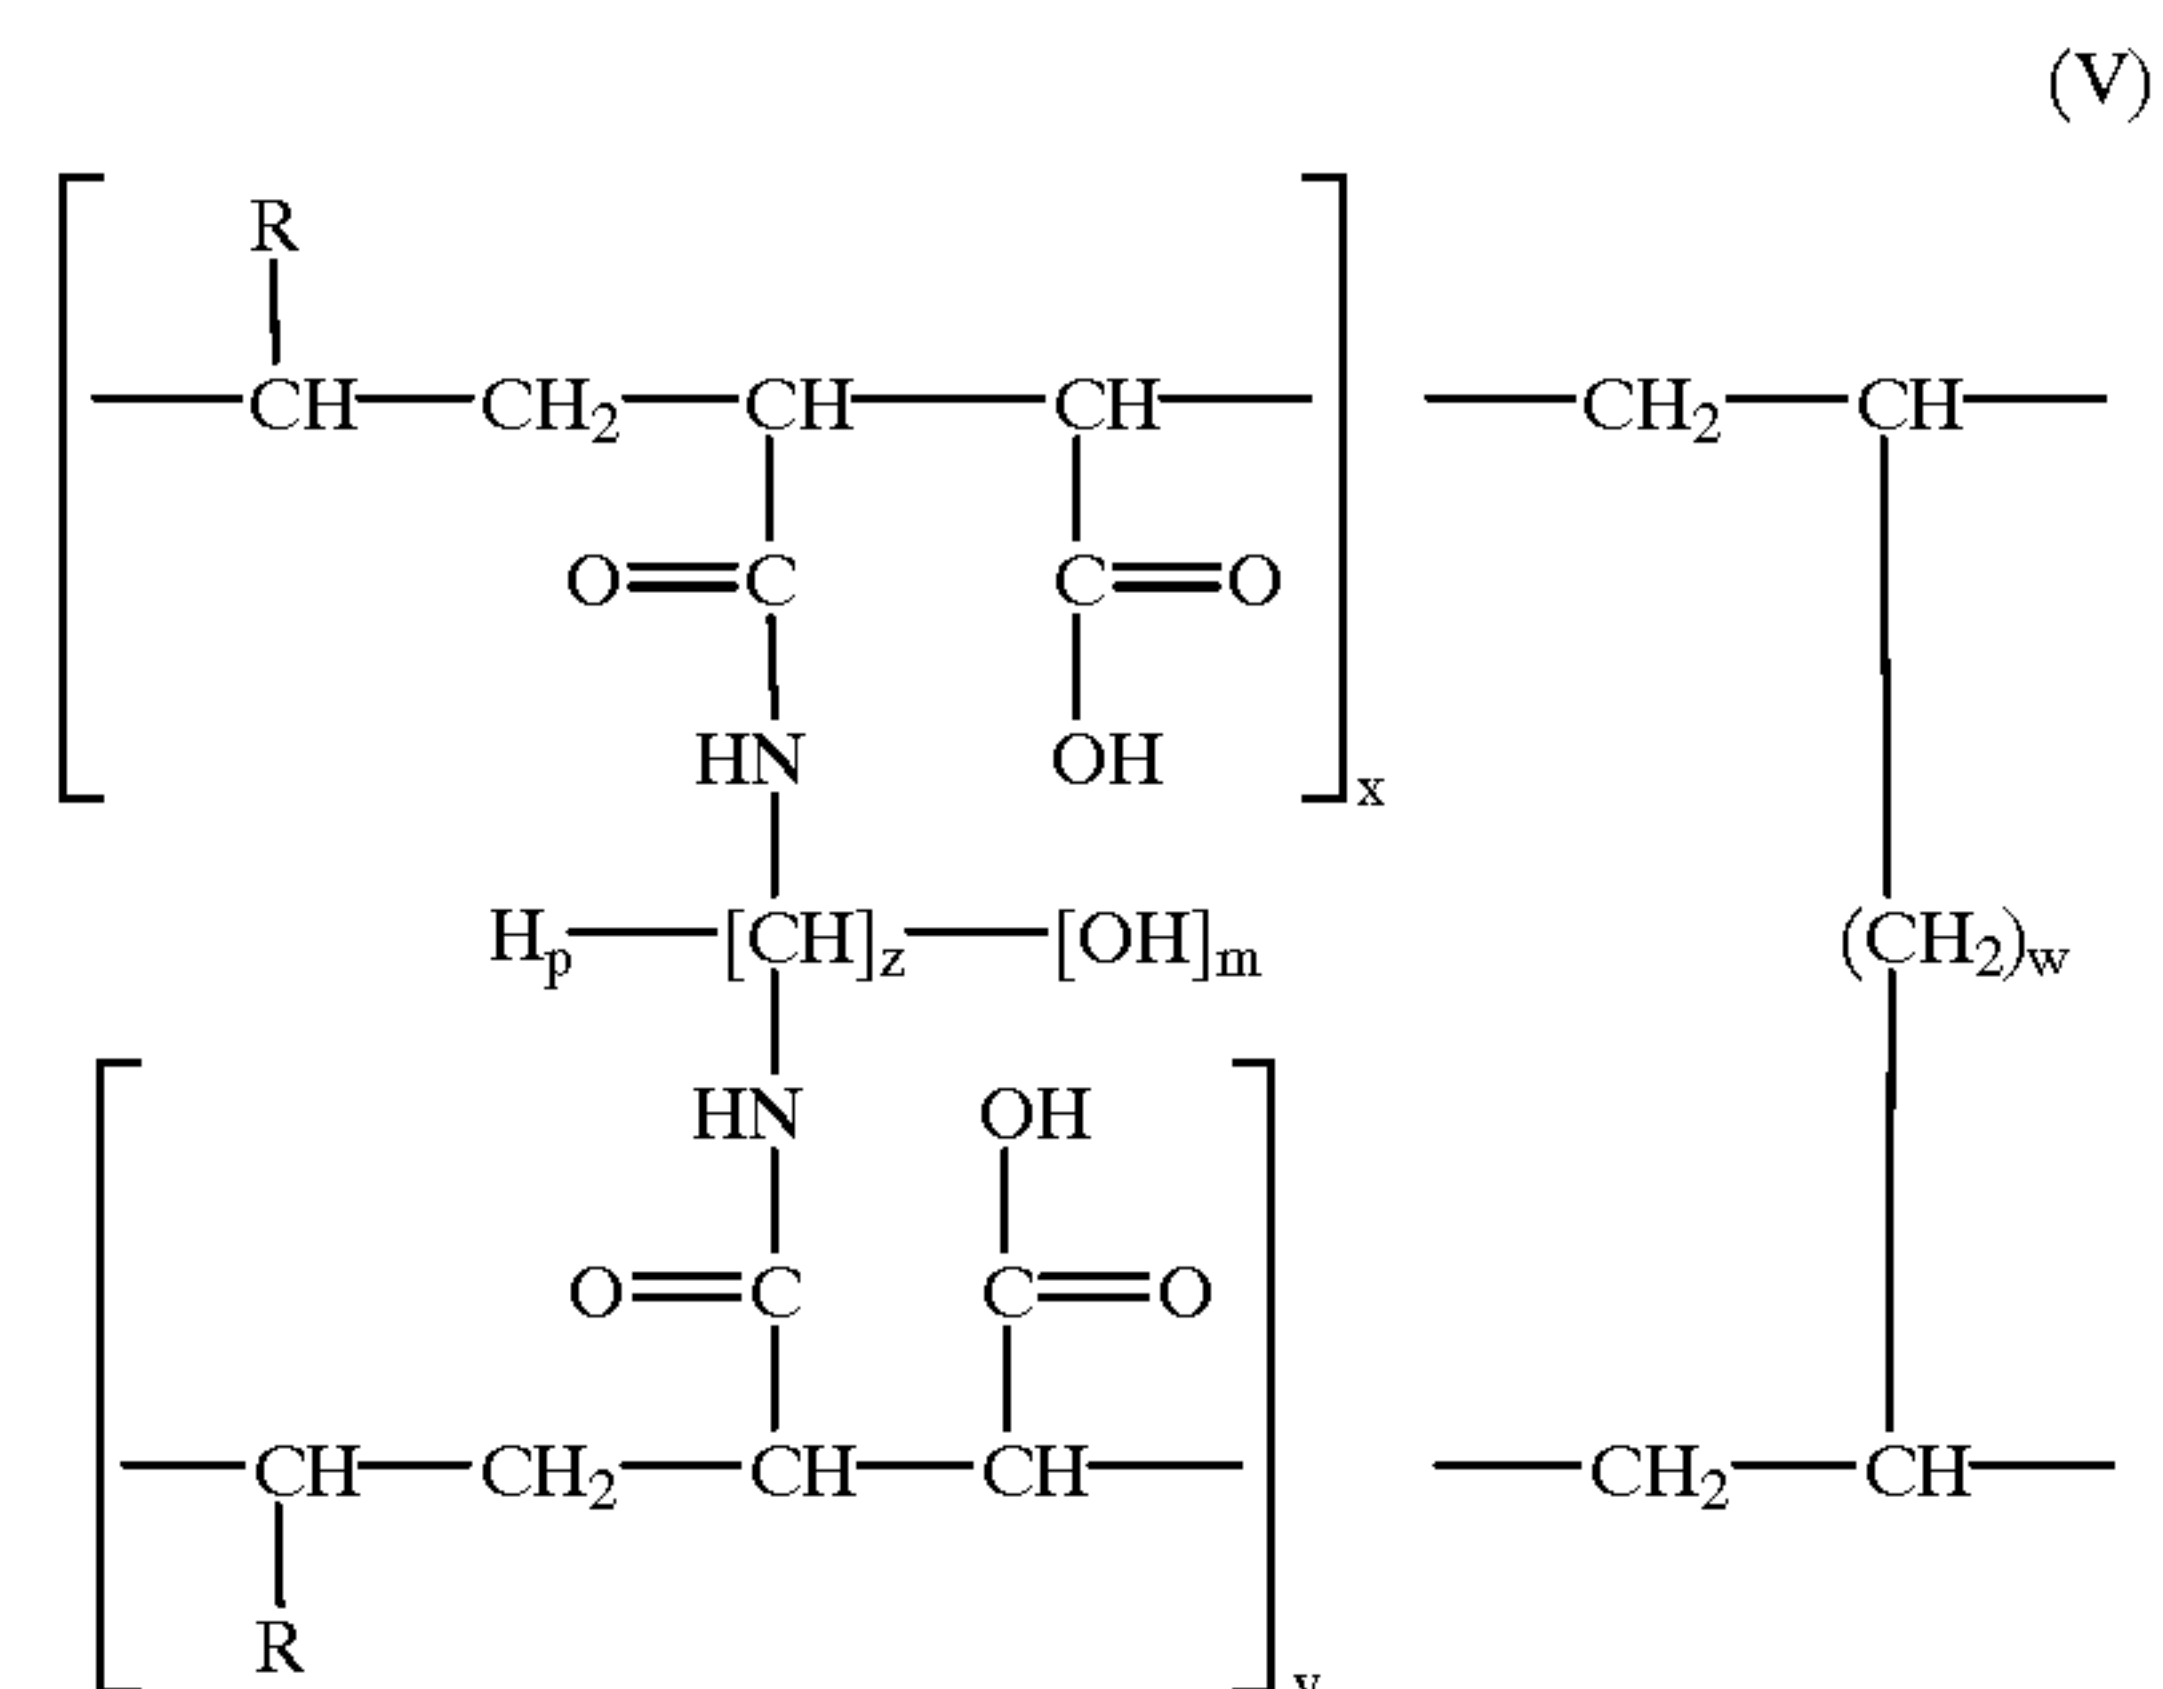 (V)
R
CH CH2 CH CH CH2 CH
O C C O
HN OH
x
Hp [CH]z [OH]m (CH2)w
HN OH
O C C O
CH CH2 CH CH CH2 CH
R